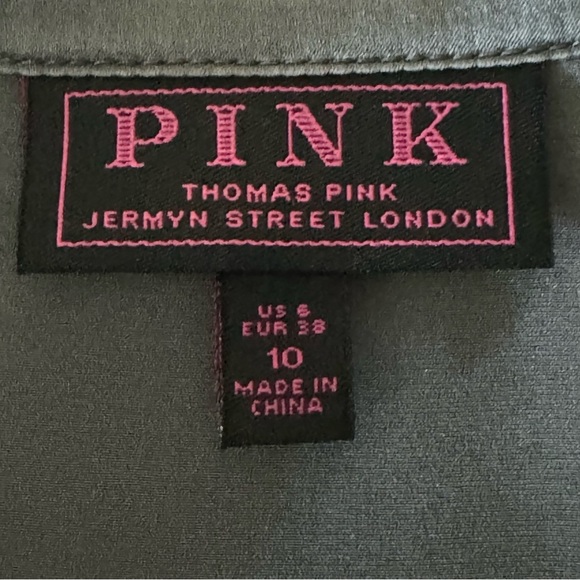 PINK
THOMAS PINK
JERMYN STREET LONDON
US 6
EUR 38
10
MADE IN
CHINA